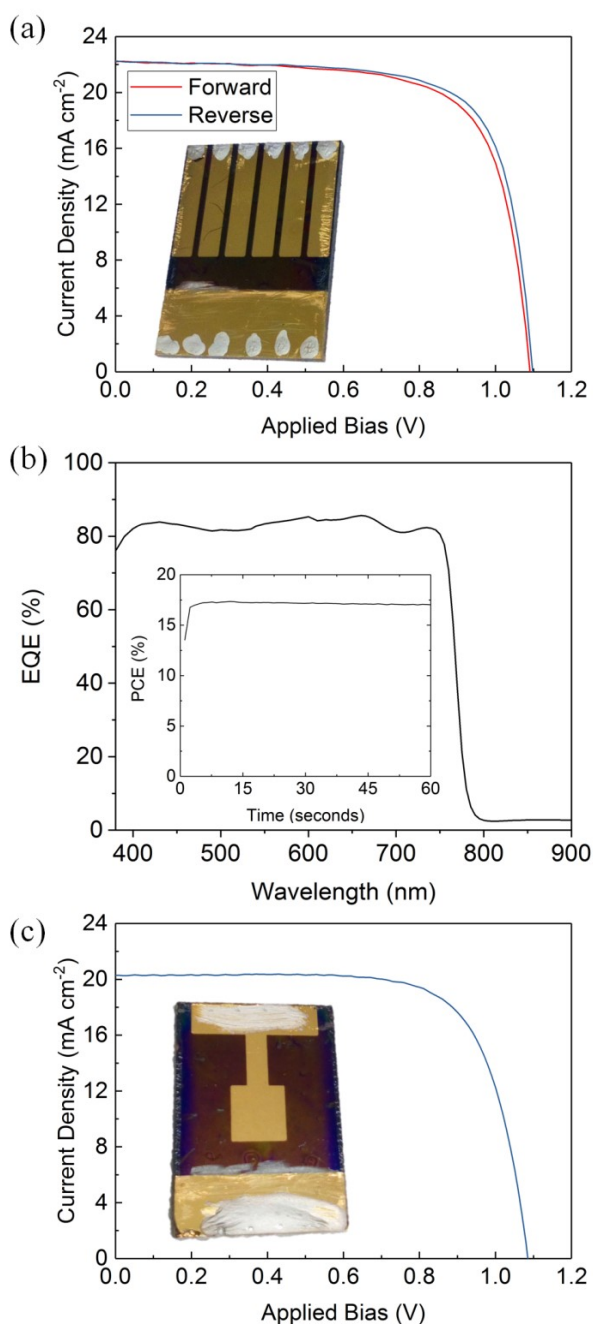 (a)
24
20
16
12
8
4
0
Current Density (mA cm⁻²)
Forward
Reverse
0.0 0.2 0.4 0.6 0.8 1.0 1.2
Applied Bias (V)
(b)
100
80
60
40
20
0
EQE (%)
20
15
10
5
0
PCE (%)
0 15 30 45 60
Time (seconds)
400 500 600 700 800 900
Wavelength (nm)
(c)
24
20
16
12
8
4
0
Current Density (mA cm⁻²)
0.0 0.2 0.4 0.6 0.8 1.0 1.2
Applied Bias (V)